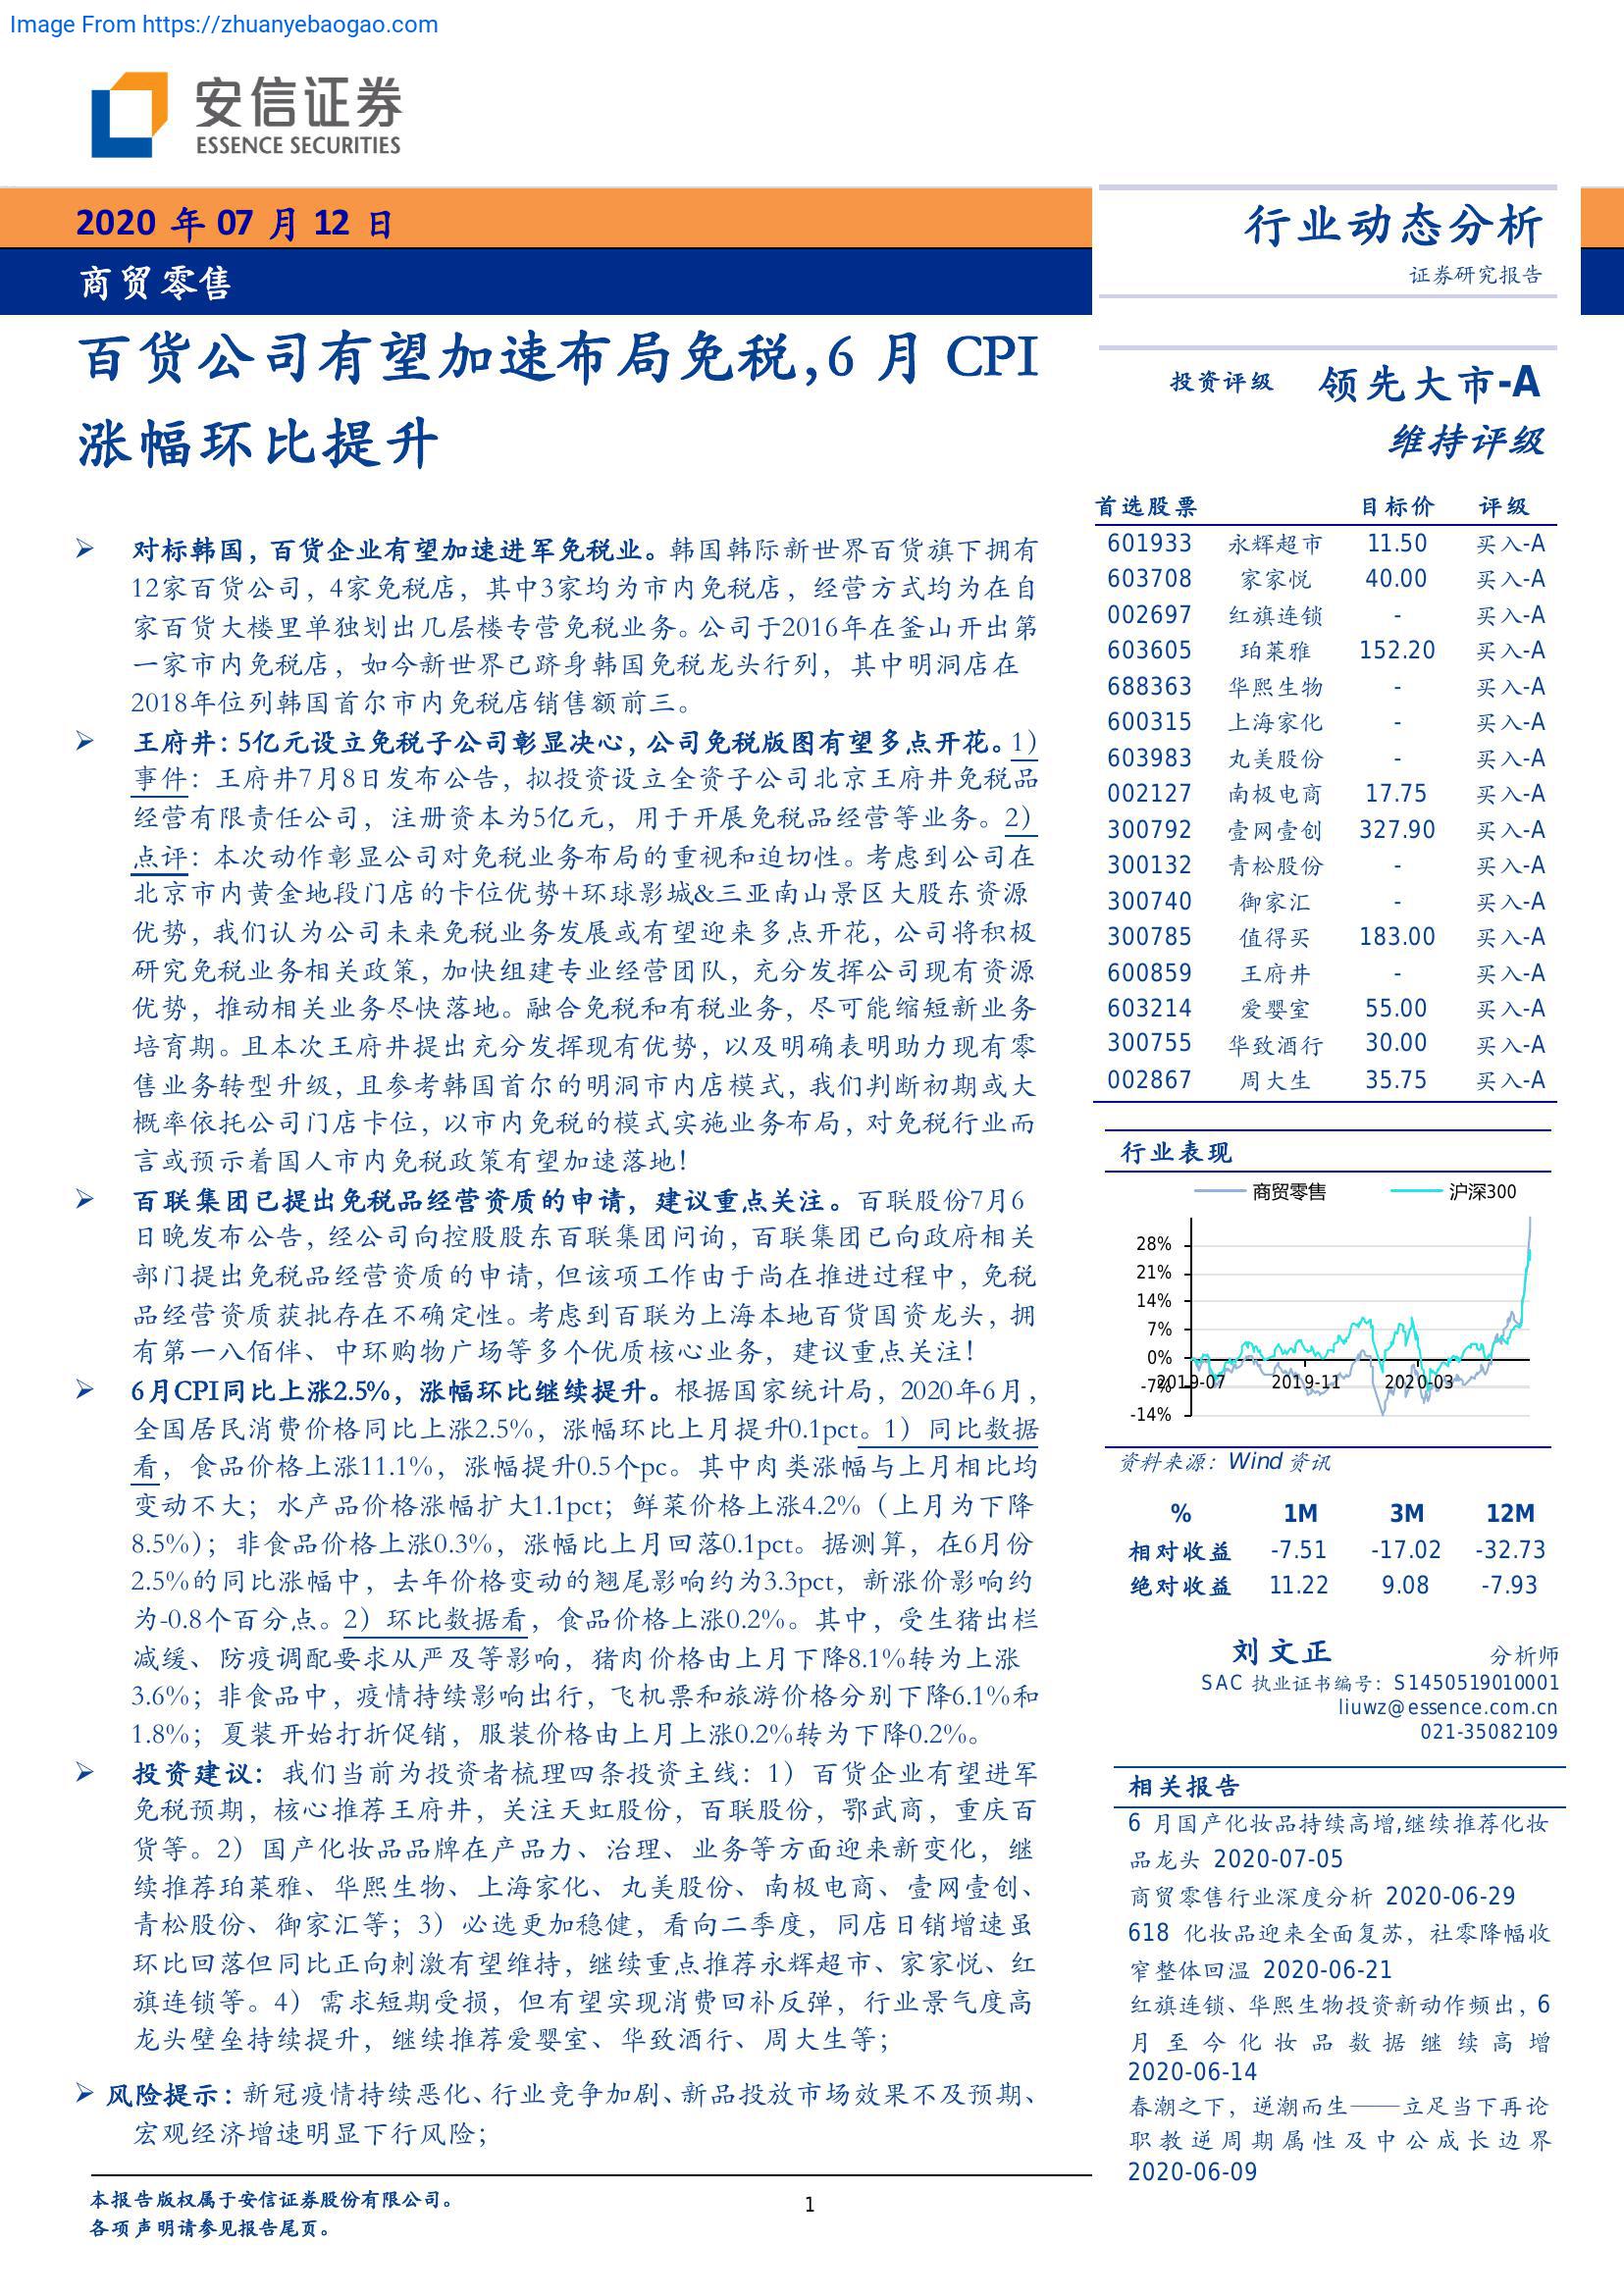 Image From https://zhuanyebaogao.com
安信证券
ESSENCE SECURITIES
2020 年 07 月 12 日
商贸零售
百货公司有望加速布局免税,6 月 CPI
涨幅环比提升
对标韩国，百货企业有望加速进军免税业。韩国韩际新世界百货旗下拥有
12家百货公司，4家免税店，其中3家均为市内免税店，经营方式均为在自
家百货大楼里单独划出几层楼专营免税业务。公司于2016年在釜山开出第
一家市内免税店，如今新世界已跻身韩国免税龙头行列，其中明洞店在
2018年位列韩国首尔市内免税店销售额前三。
王府井：5亿元设立免税子公司彰显决心，公司免税版图有望多点开花。1）
事件：王府井7月8日发布公告，拟投资设立全资子公司北京王府井免税品
经营有限责任公司，注册资本为5亿元，用于开展免税品经营等业务。2）
点评：本次动作彰显公司对免税业务布局的重视和迫切性。考虑到公司在
北京市内黄金地段门店的卡位优势+环球影城&三亚南山景区大股东资源
优势，我们认为公司未来免税业务发展或有望迎来多点开花，公司将积极
研究免税业务相关政策，加快组建专业经营团队，充分发挥公司现有资源
优势，推动相关业务尽快落地。融合免税和有税业务，尽可能缩短新业务
培育期。且本次王府井提出充分发挥现有优势，以及明确表明助力现有零
售业务转型升级，且参考韩国首尔的明洞市内店模式，我们判断初期或大
概率依托公司门店卡位，以市内免税的模式实施业务布局，对免税行业而
言或预示着国人市内免税政策有望加速落地！
百联集团已提出免税品经营资质的申请，建议重点关注。百联股份7月6
日晚发布公告，经公司向控股股东百联集团问询，百联集团已向政府相关
部门提出免税品经营资质的申请，但该项工作由于尚在推进过程中，免税
品经营资质获批存在不确定性。考虑到百联为上海本地百货国资龙头，拥
有第一八佰伴、中环购物广场等多个优质核心业务，建议重点关注！
6月CPI同比上涨2.5%，涨幅环比继续提升。根据国家统计局，2020年6月，
全国居民消费价格同比上涨2.5%，涨幅环比上月提升0.1pct。1）同比数据
看，食品价格上涨11.1%，涨幅提升0.5个pc。其中肉类涨幅与上月相比均
变动不大；水产品价格涨幅扩大1.1pct；鲜菜价格上涨4.2%（上月为下降
8.5%）；非食品价格上涨0.3%，涨幅比上月回落0.1pct。据测算，在6月份
2.5%的同比涨幅中，去年价格变动的翘尾影响约为3.3pct，新涨价影响约
为-0.8个百分点。2）环比数据看，食品价格上涨0.2%。其中，受生猪出栏
减缓、防疫调配要求从严及等影响，猪肉价格由上月下降8.1%转为上涨
3.6%；非食品中，疫情持续影响出行，飞机票和旅游价格分别下降6.1%和
1.8%；夏装开始打折促销，服装价格由上月上涨0.2%转为下降0.2%。
投资建议：我们当前为投资者梳理四条投资主线：1）百货企业有望进军
免税预期，核心推荐王府井，关注天虹股份，百联股份，鄂武商，重庆百
货等。2）国产化妆品品牌在产品力、治理、业务等方面迎来新变化，继
续推荐珀莱雅、华熙生物、上海家化、丸美股份、南极电商、壹网壹创、
青松股份、御家汇等；3）必选更加稳健，看向二季度，同店日销增速虽
环比回落但同比正向刺激有望维持，继续重点推荐永辉超市、家家悦、红
旗连锁等。4）需求短期受损，但有望实现消费回补反弹，行业景气度高
龙头壁垒持续提升，继续推荐爱婴室、华致酒行、周大生等；
风险提示：新冠疫情持续恶化、行业竞争加剧、新品投放市场效果不及预期、
宏观经济增速明显下行风险；
行业动态分析
证券研究报告
投资评级 领先大市-A
维持评级
首选股票 目标价 评级
601933 永辉超市 11.50 买入-A
603708 家家悦 40.00 买入-A
002697 红旗连锁 - 买入-A
603605 珀莱雅 152.20 买入-A
688363 华熙生物 - 买入-A
600315 上海家化 - 买入-A
603983 丸美股份 - 买入-A
002127 南极电商 17.75 买入-A
300792 壹网壹创 327.90 买入-A
300132 青松股份 - 买入-A
300740 御家汇 - 买入-A
300785 值得买 183.00 买入-A
600859 王府井 - 买入-A
603214 爱婴室 55.00 买入-A
300755 华致酒行 30.00 买入-A
002867 周大生 35.75 买入-A
行业表现
商贸零售 沪深300
28%
21%
14%
7%
0%
-7%
-14%
2019-07 2019-11 2020-03
资料来源：Wind 资讯
% 1M 3M 12M
相对收益 -7.51 -17.02 -32.73
绝对收益 11.22 9.08 -7.93
刘文正 分析师
SAC 执业证书编号：S1450519010001
liuwz@essence.com.cn
021-35082109
相关报告
6 月国产化妆品持续高增,继续推荐化妆
品龙头 2020-07-05
商贸零售行业深度分析 2020-06-29
618 化妆品迎来全面复苏，社零降幅收
窄整体回温 2020-06-21
红旗连锁、华熙生物投资新动作频出，6
月至今化妆品数据继续高增
2020-06-14
春潮之下，逆潮而生——立足当下再论
职教逆周期属性及中公成长边界
2020-06-09
本报告版权属于安信证券股份有限公司。
各项声明请参见报告尾页。
1